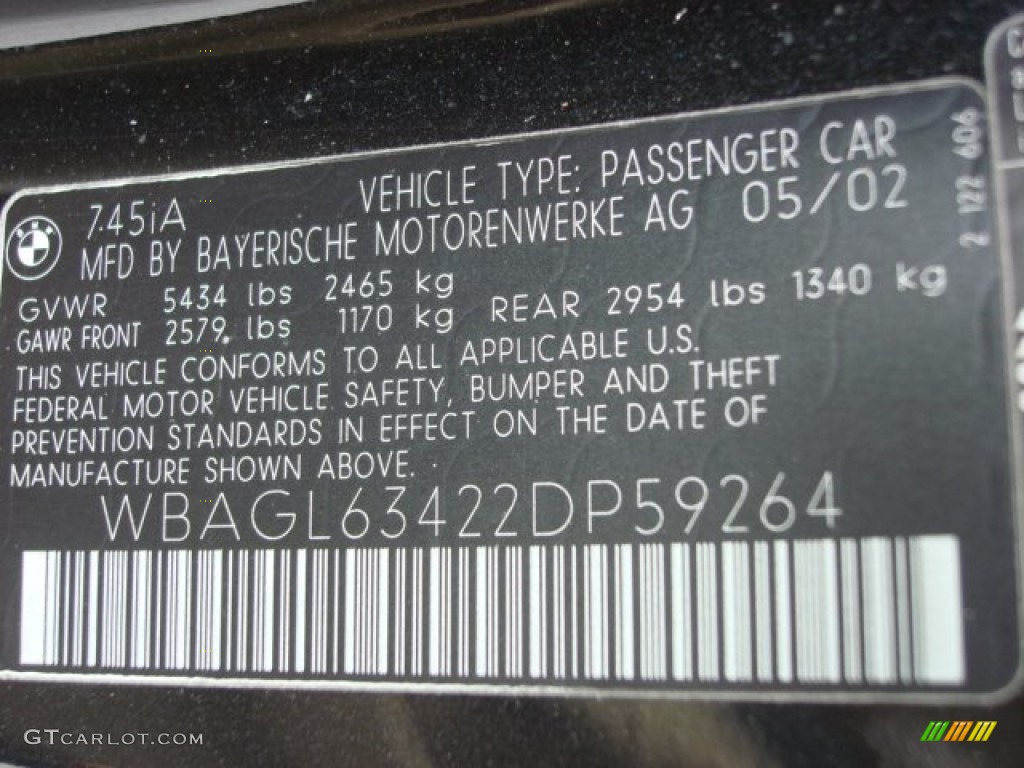 VEHICLE TYPE: PASSENGER CAR
745iA
MFD BY BAYERISCHE MOTORENWERKE AG 05/02
GVWR 5434 lbs 2465 kg
GAWR FRONT 2579 lbs 1170 kg REAR 2954 lbs 1340 kg
THIS VEHICLE CONFORMS TO ALL APPLICABLE U.S.
FEDERAL MOTOR VEHICLE SAFETY, BUMPER AND THEFT
PREVENTION STANDARDS IN EFFECT ON THE DATE OF
MANUFACTURE SHOWN ABOVE.
WBAGL63422DP59264
2 122 606
BMW
GTCARLOT.COM